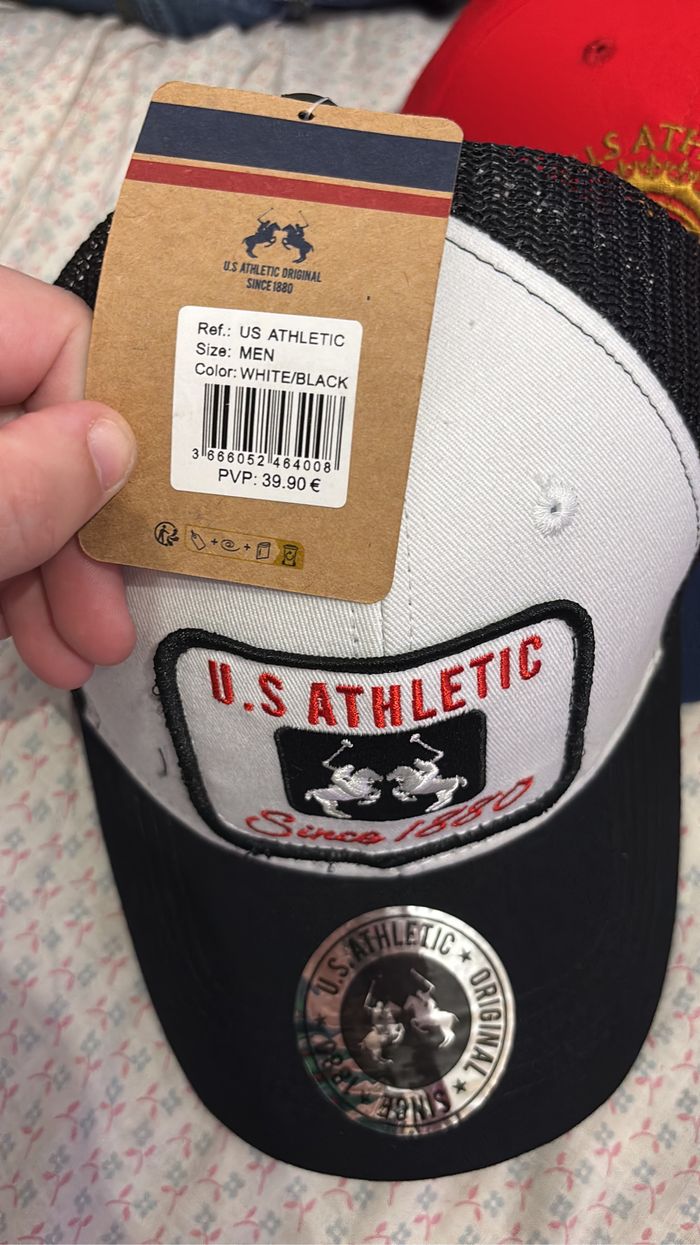 U.S ATHLETIC ORIGINAL
SINCE 1880
Ref.: US ATHLETIC
Size: MEN
Color: WHITE/BLACK
3 666052 464008
PVP: 39.90 €
U.S ATH
U.S ATHLETIC
Since 1880
U.S. ATHLETIC ★ ORIGINAL ★ SINCE ★ 1880 ★